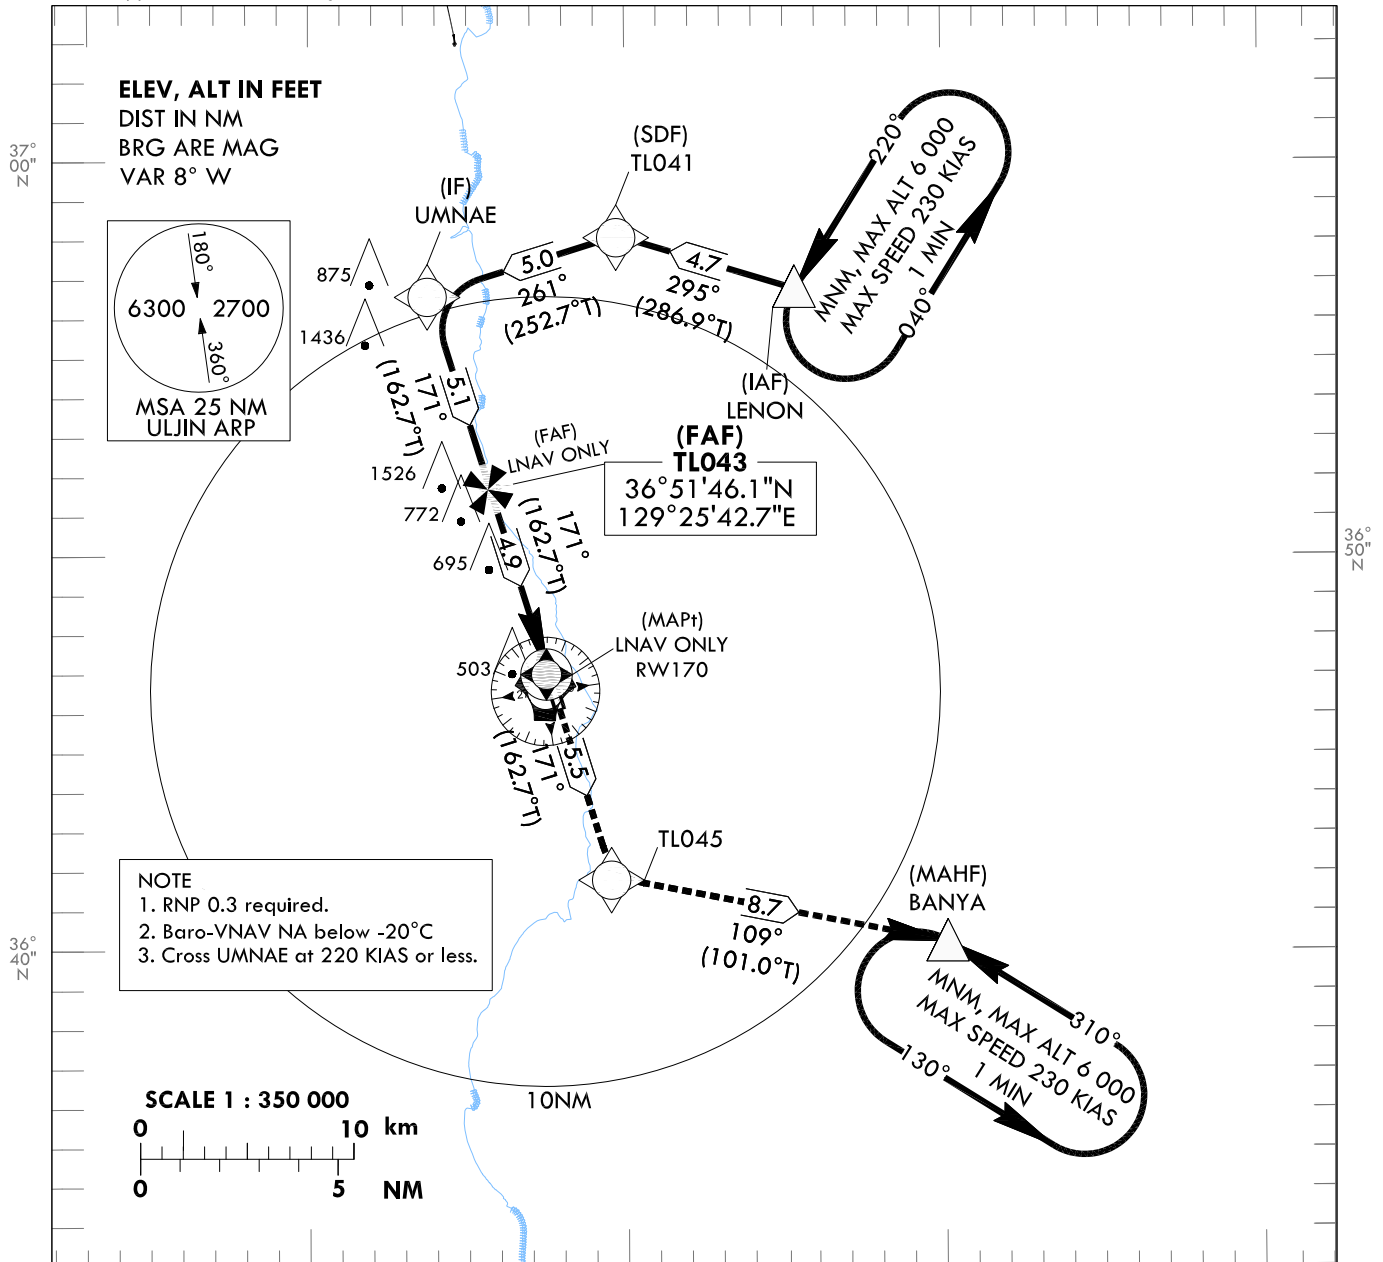 ELEV, ALT IN FEET
DIST IN NM
BRG ARE MAG
VAR 8° W
37°
00"
N
(SDF)
TL041
(IF)
UMNAE
220°
MNM, MAX ALT 6 000
MAX SPEED 230 KIAS
1 MIN
040°
180°
6300
2700
360°
MSA 25 NM
ULJIN ARP
875
1436
5.0
261°
(252.7°T)
4.7
295°
(286.9°T)
(IAF)
LENON
5.1
171°
(162.7°T)
(FAF)
LNAV ONLY
(FAF)
TL043
36°51'46.1"N
129°25'42.7"E
1526
772
695
4.9
171°
(162.7°T)
36°
50"
N
(MAPt)
LNAV ONLY
RW170
503
5.5
171°
(162.7°T)
TL045
8.7
109°
(101.0°T)
(MAHF)
BANYA
NOTE
1. RNP 0.3 required.
2. Baro-VNAV NA below -20°C
3. Cross UMNAE at 220 KIAS or less.
36°
40"
N
310°
MNM, MAX ALT 6 000
MAX SPEED 230 KIAS
1 MIN
130°
10NM
SCALE 1 : 350 000
0 10 km
0 5 NM